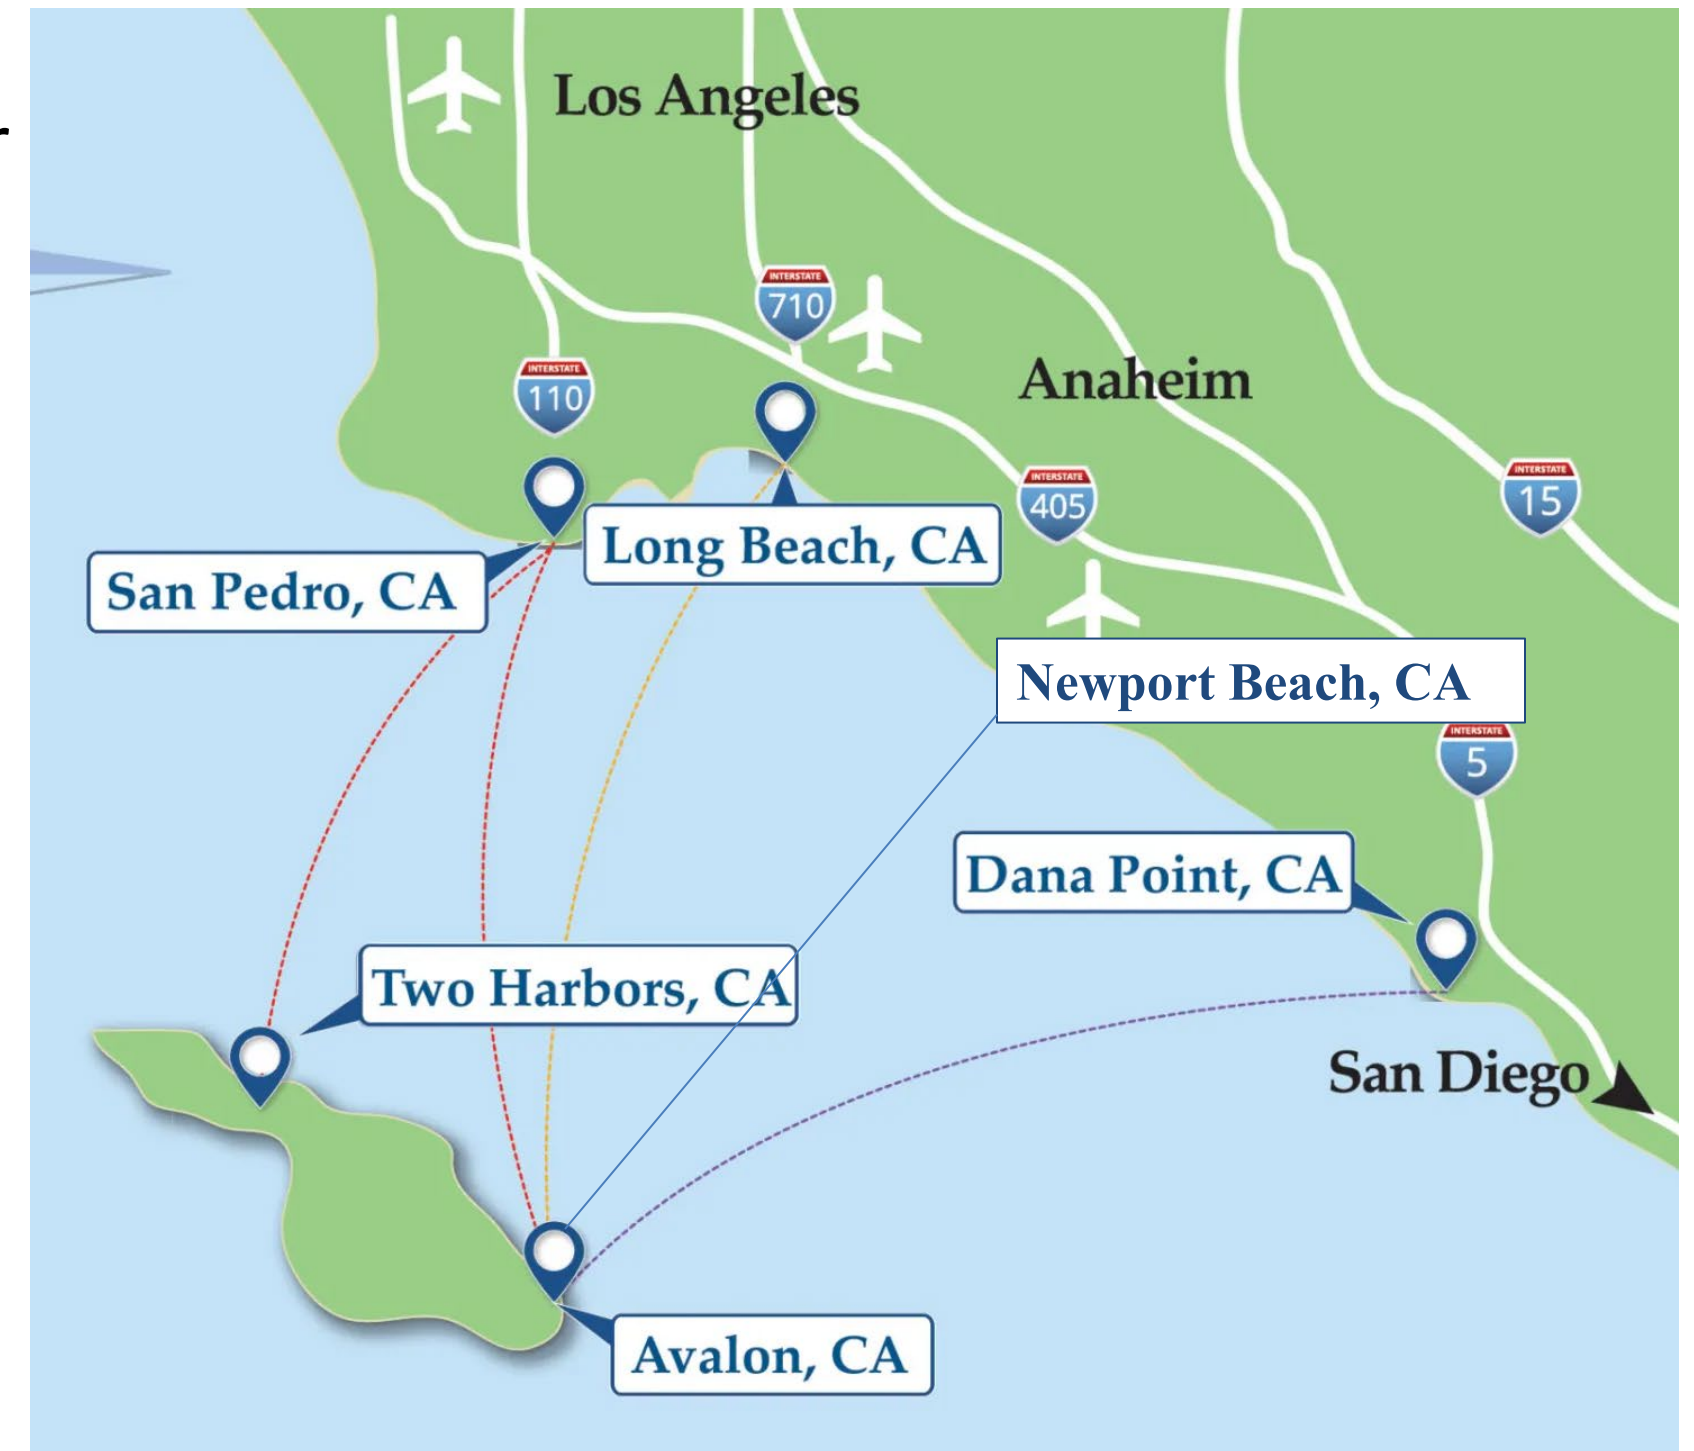 r
Los Angeles
INTERSTATE
710
INTERSTATE
110
Anaheim
INTERSTATE
405
INTERSTATE
15
Long Beach, CA
San Pedro, CA
Newport Beach, CA
INTERSTATE
5
Dana Point, CA
Two Harbors, CA
San Diego
Avalon, CA